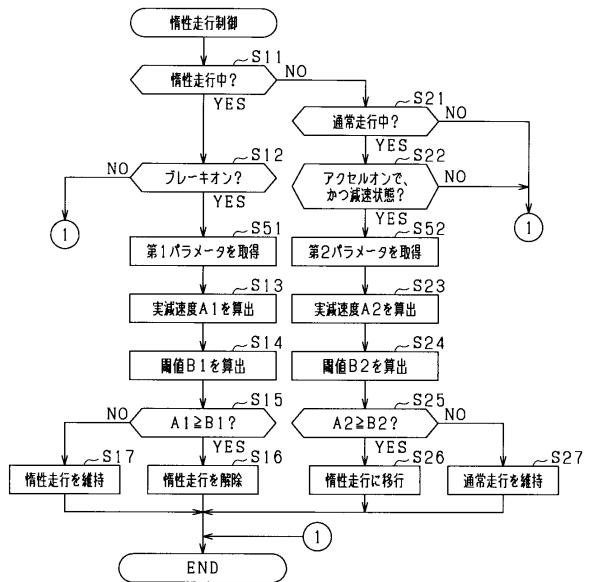 惰性走行制御
S11
惰性走行中?
NO
YES
S21
通常走行中?
NO
YES
S12
ブレーキオン?
NO
YES
S22
アクセルオンで、
かつ減速状態?
NO
YES
1
1
S51
第1パラメータを取得
S52
第2パラメータを取得
S13
実減速度A1を算出
S23
実減速度A2を算出
S14
閾値B1を算出
S24
閾値B2を算出
S15
A1≧B1?
NO
YES
S25
A2≧B2?
NO
YES
S17
惰性走行を維持
S16
惰性走行を解除
S26
惰性走行に移行
S27
通常走行を維持
1
END